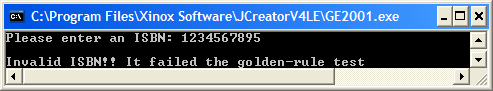 C:\Program Files\Xinox Software\JCreatorV4LE\GE2001.exe
Please enter an ISBN: 1234567895
Invalid ISBN!! It failed the golden-rule test